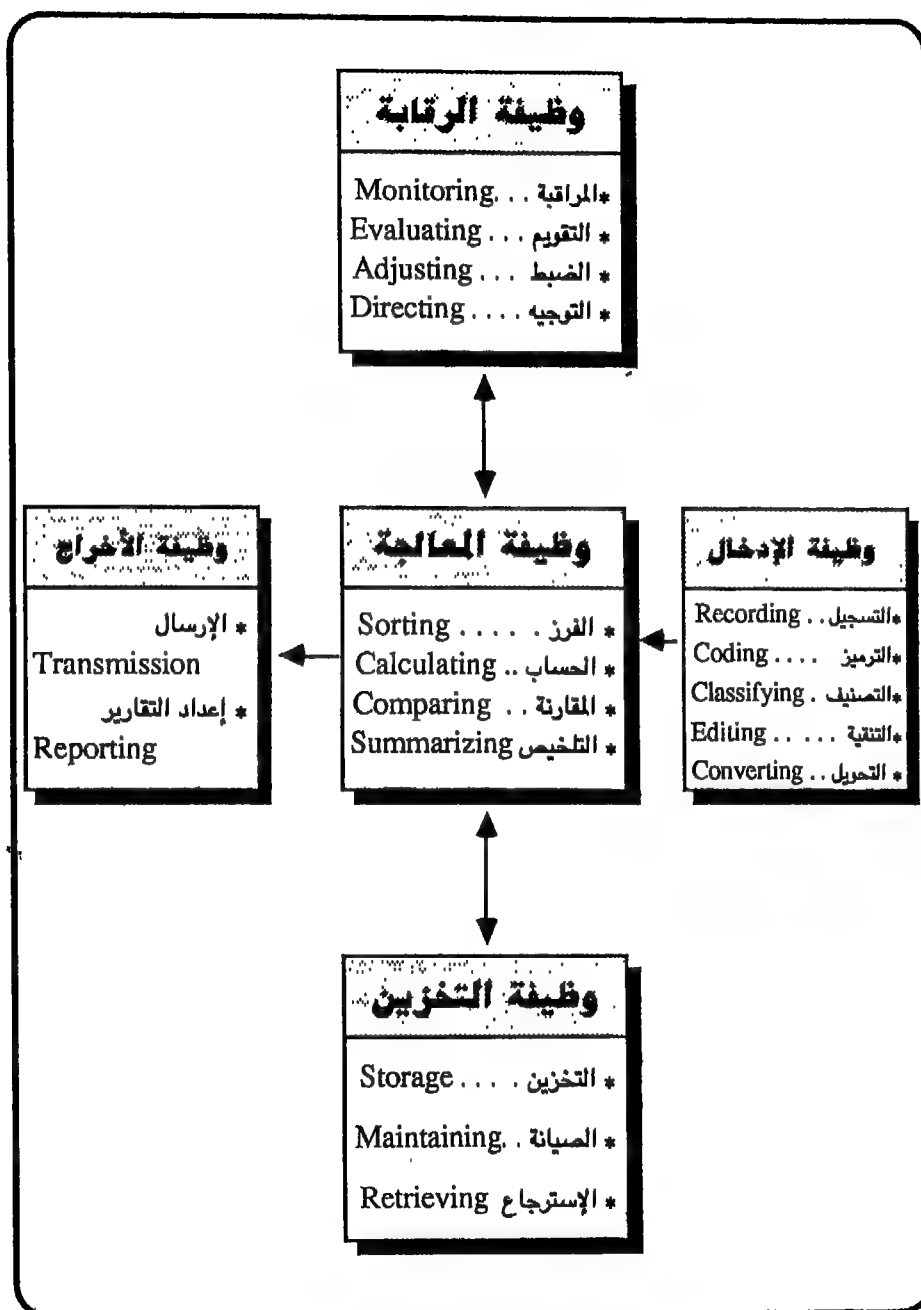 وظيفة الرقابة
*المراقبة ... Monitoring
* التقويم ... Evaluating
* الضبط ... Adjusting
* التوجيه .... Directing
وظيفة الإدخال
*التسجيل .. Recording
*الترميز .... Coding
*التصنيف . Classifying
*التنقية ..... Editing
* التحويل .. Converting
وظيفة المعالجة
* الفرز ..... Sorting
* الحساب .. Calculating
* المقارنة .. Comparing
* التلخيص Summarizing
وظيفة الأخراج
* الإرسال
Transmission
* إعداد التقارير
Reporting
وظيفة التخزين
* التخزين .... Storage
* الصيانة .. Maintaining
* الإسترجاع Retrieving